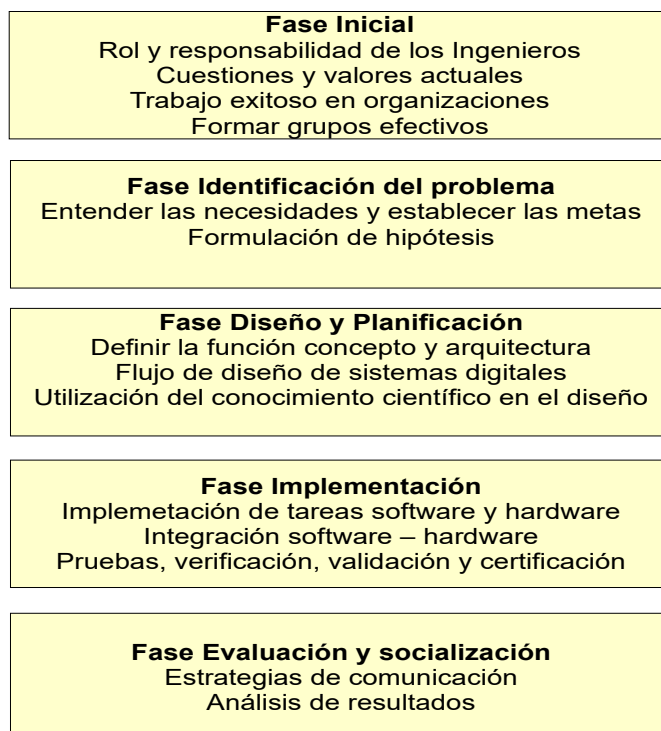 Fase Inicial
Rol y responsabilidad de los Ingenieros
Cuestiones y valores actuales
Trabajo exitoso en organizaciones
Formar grupos efectivos
Fase Identificación del problema
Entender las necesidades y establecer las metas
Formulación de hipótesis
Fase Diseño y Planificación
Definir la función concepto y arquitectura
Flujo de diseño de sistemas digitales
Utilización del conocimiento científico en el diseño
Fase Implementación
Implemetación de tareas software y hardware
Integración software – hardware
Pruebas, verificación, validación y certificación
Fase Evaluación y socialización
Estrategias de comunicación
Análisis de resultados